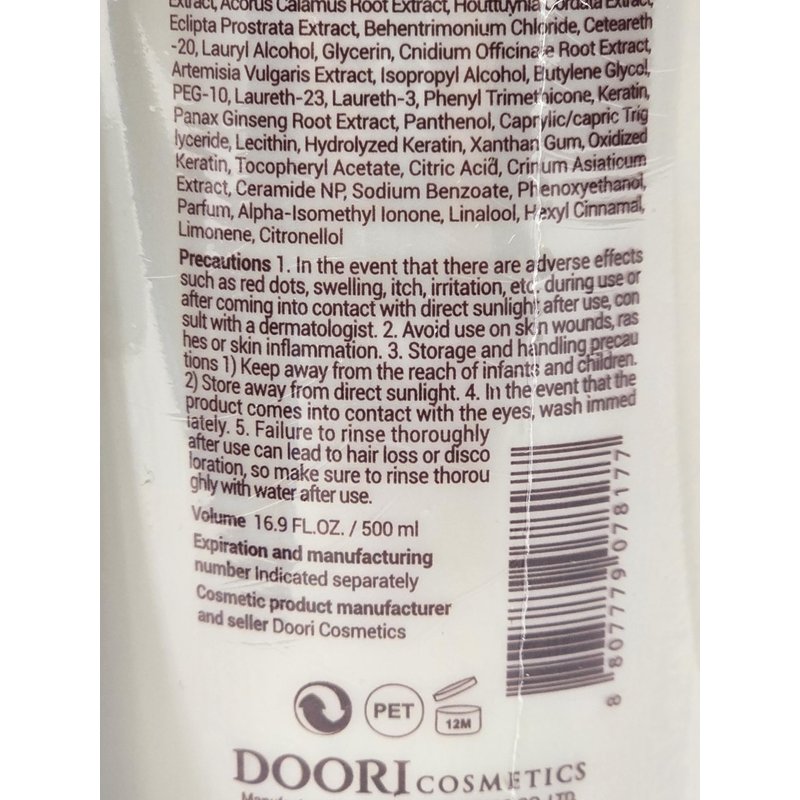 Extract, Acorus Calamus Root Extract, Houttuynia Cordata Extract,
Eclipta Prostrata Extract, Behentrimonium Chloride, Ceteareth
-20, Lauryl Alcohol, Glycerin, Cnidium Officinale Root Extract,
Artemisia Vulgaris Extract, Isopropyl Alcohol, Butylene Glycol,
PEG-10, Laureth-23, Laureth-3, Phenyl Trimethicone, Keratin,
Panax Ginseng Root Extract, Panthenol, Caprylic/capric Trig
lyceride, Lecithin, Hydrolyzed Keratin, Xanthan Gum, Oxidized
Keratin, Tocopheryl Acetate, Citric Acid, Crinum Asiaticum
Extract, Ceramide NP, Sodium Benzoate, Phenoxyethanol,
Parfum, Alpha-Isomethyl Ionone, Linalool, Hexyl Cinnamal,
Limonene, Citronellol
Precautions 1. In the event that there are adverse effects
such as red dots, swelling, itch, irritation, etc. during use or
after coming into contact with direct sunlight after use, con
sult with a dermatologist. 2. Avoid use on skin wounds, ras
hes or skin inflammation. 3. Storage and handling precau
tions 1) Keep away from the reach of infants and children.
2) Store away from direct sunlight. 4. In the event that the
product comes into contact with the eyes, wash immed
iately. 5. Failure to rinse thoroughly
after use can lead to hair loss or disco
loration, so make sure to rinse thorou
ghly with water after use.
Volume 16.9 FL.OZ. / 500 ml
Expiration and manufacturing
number Indicated separately
Cosmetic product manufacturer
and seller Doori Cosmetics
8 807779 078177
PET
12M
DOORI COSMETICS
CO., LTD.